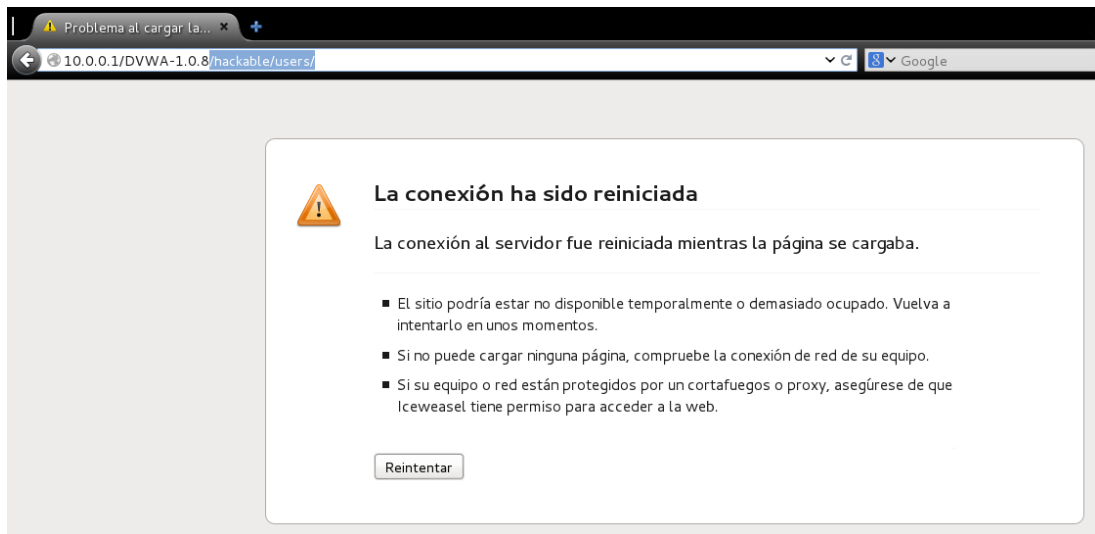 Problema al cargar la...
10.0.0.1/DVWA-1.0.8/hackable/users/
Google
La conexión ha sido reiniciada
La conexión al servidor fue reiniciada mientras la página se cargaba.
El sitio podría estar no disponible temporalmente o demasiado ocupado. Vuelva a
intentarlo en unos momentos.
Si no puede cargar ninguna página, compruebe la conexión de red de su equipo.
Si su equipo o red están protegidos por un cortafuegos o proxy, asegúrese de que
Iceweasel tiene permiso para acceder a la web.
Reintentar